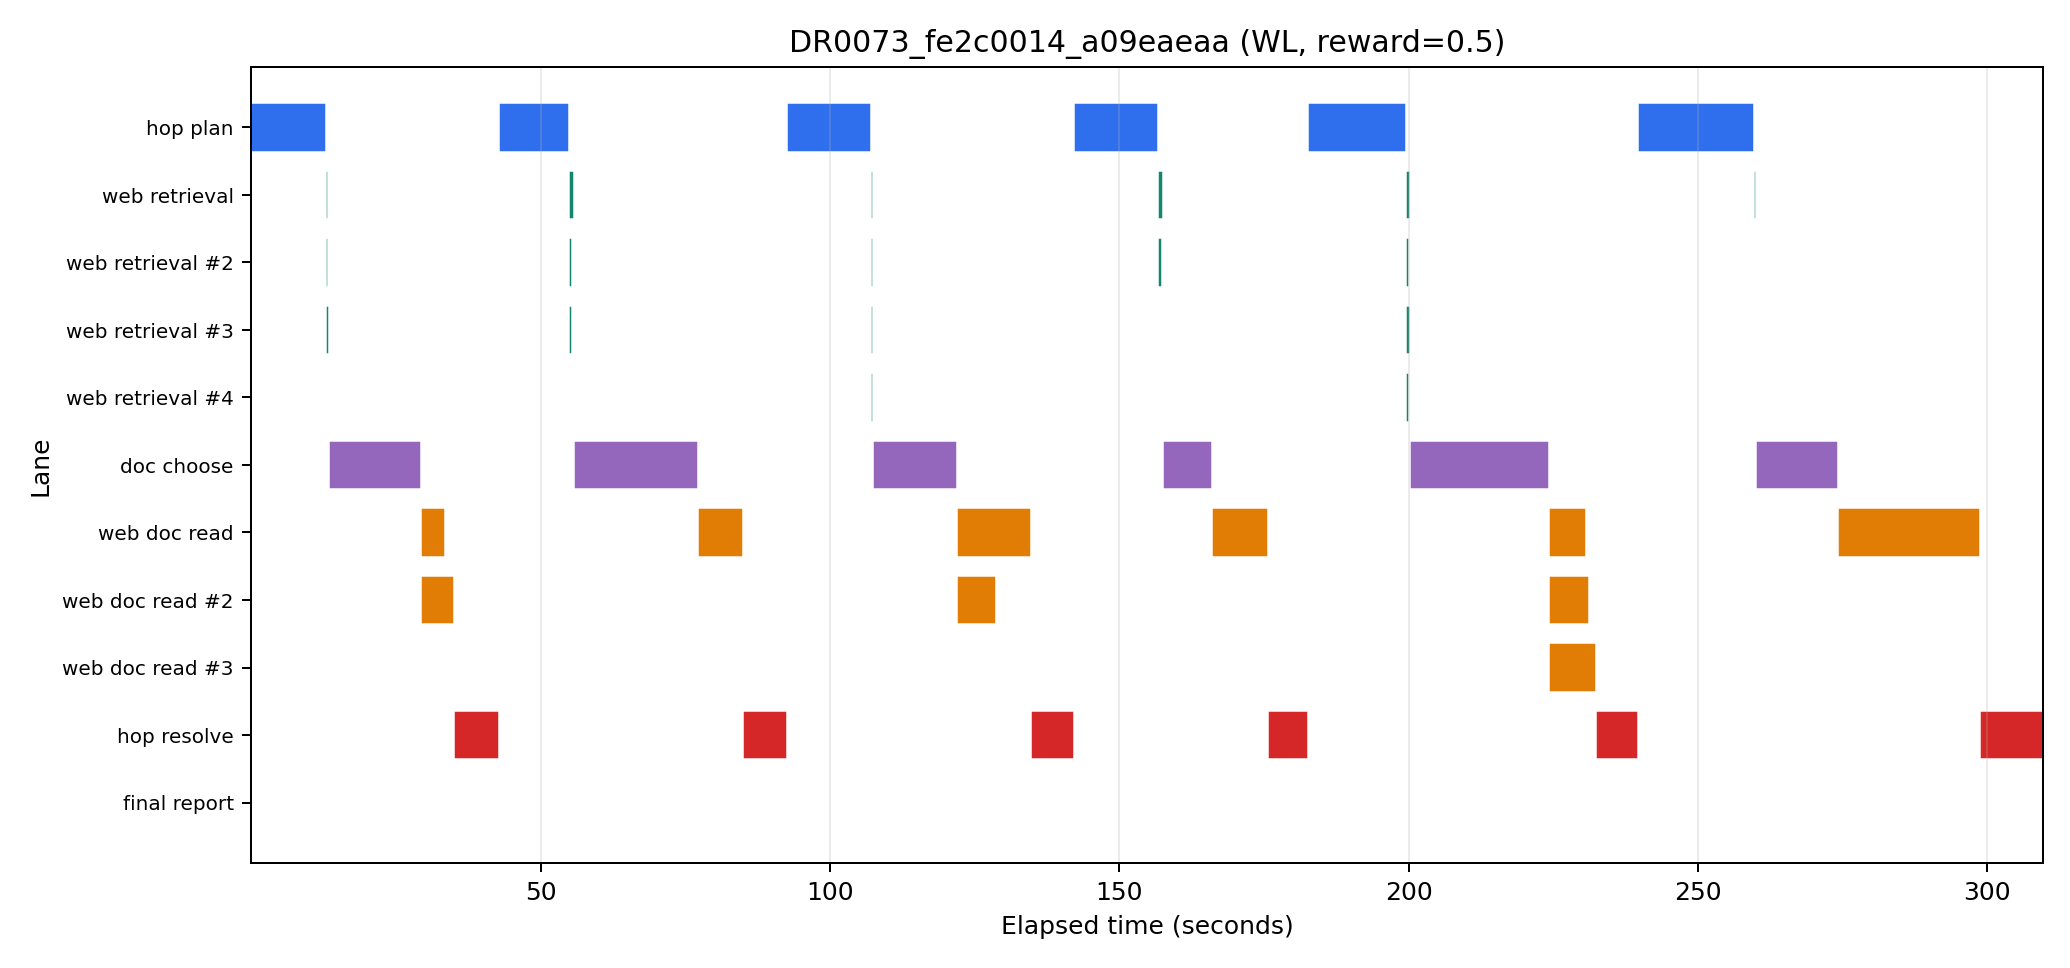 DR0073_fe2c0014_a09eaeaa (WL, reward=0.5)
hop plan
web retrieval
web retrieval #2
web retrieval #3
web retrieval #4
doc choose
web doc read
web doc read #2
web doc read #3
hop resolve
final report
Lane
50 100 150 200 250 300
Elapsed time (seconds)